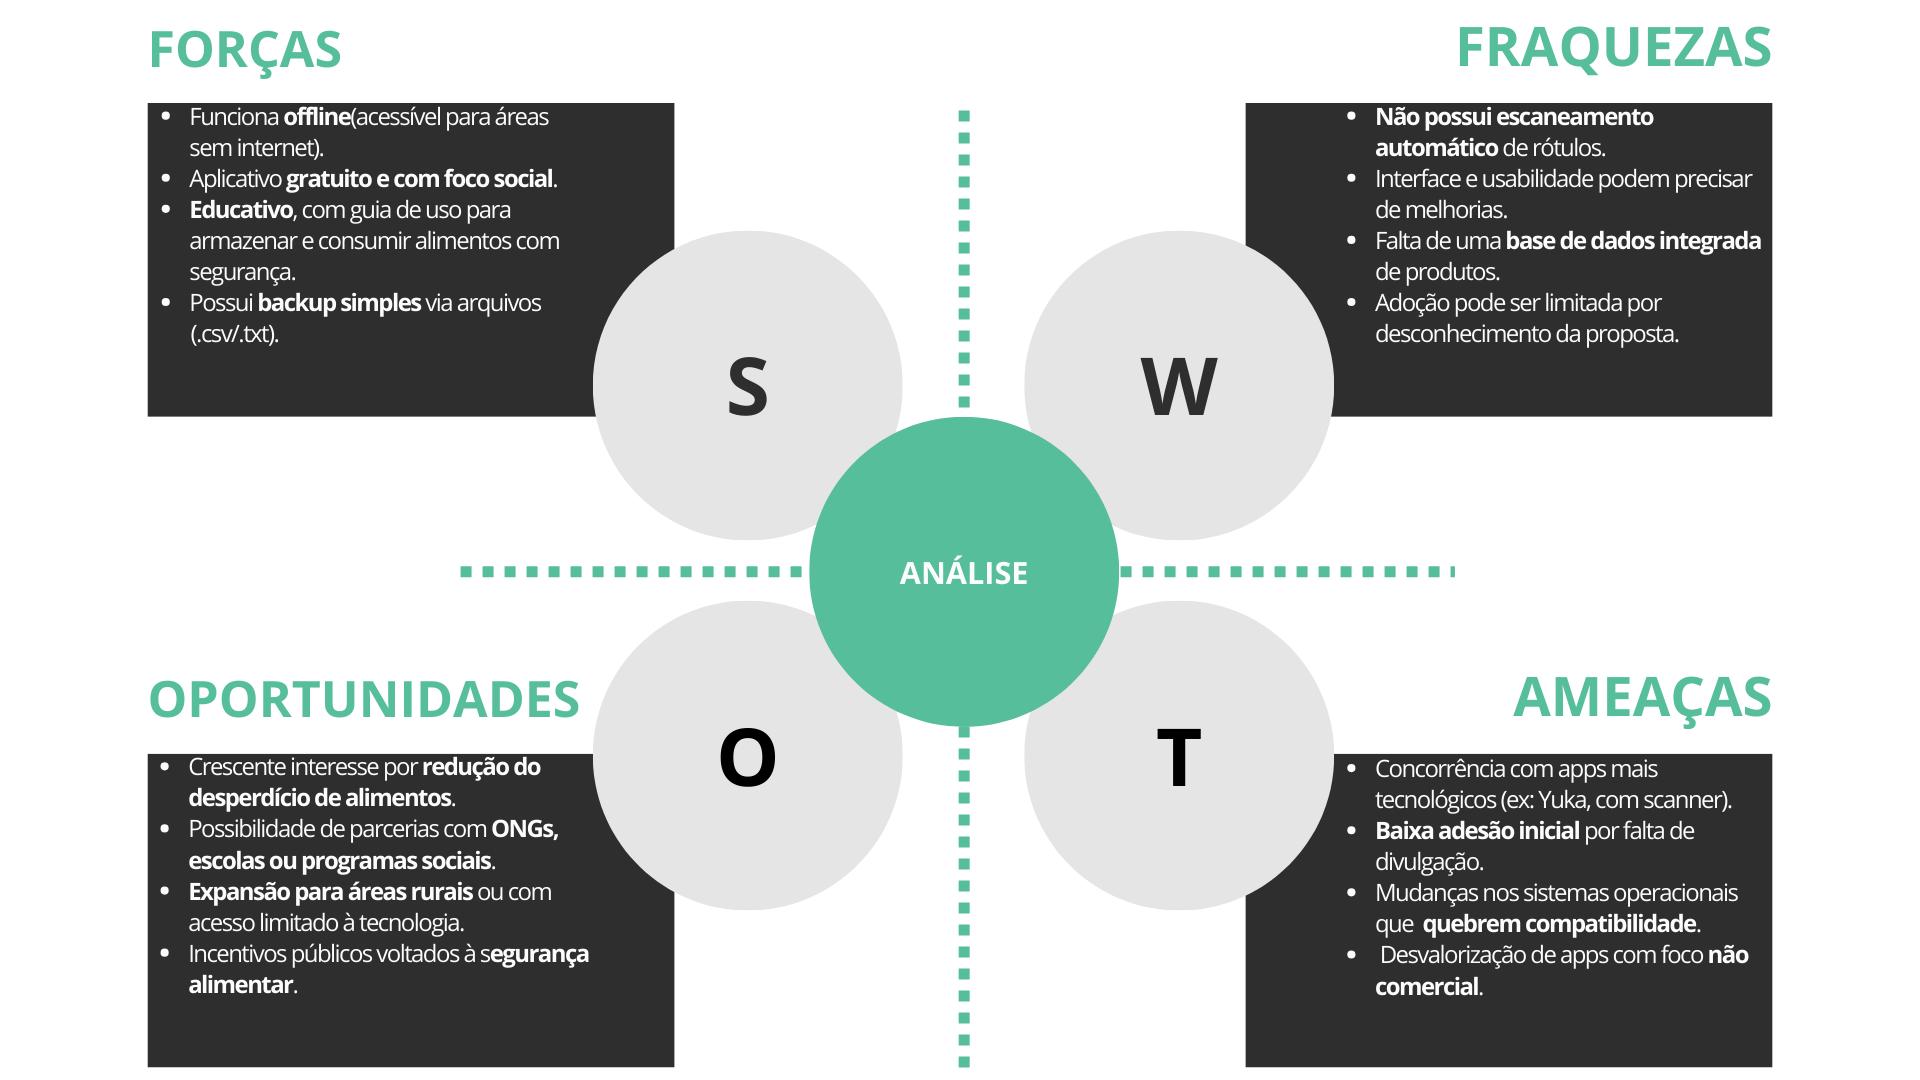 FORÇAS
• Funciona offline(acessível para áreas
sem internet).
• Aplicativo gratuito e com foco social.
• Educativo, com guia de uso para
armazenar e consumir alimentos com
segurança.
• Possui backup simples via arquivos
(.csv/.txt).
FRAQUEZAS
• Não possui escaneamento
automático de rótulos.
• Interface e usabilidade podem precisar
de melhorias.
• Falta de uma base de dados integrada
de produtos.
• Adoção pode ser limitada por
desconhecimento da proposta.
S
W
ANÁLISE
O
T
OPORTUNIDADES
• Crescente interesse por redução do
desperdício de alimentos.
• Possibilidade de parcerias com ONGs,
escolas ou programas sociais.
• Expansão para áreas rurais ou com
acesso limitado à tecnologia.
• Incentivos públicos voltados à segurança
alimentar.
AMEAÇAS
• Concorrência com apps mais
tecnológicos (ex: Yuka, com scanner).
• Baixa adesão inicial por falta de
divulgação.
• Mudanças nos sistemas operacionais
que quebrem compatibilidade.
• Desvalorização de apps com foco não
comercial.